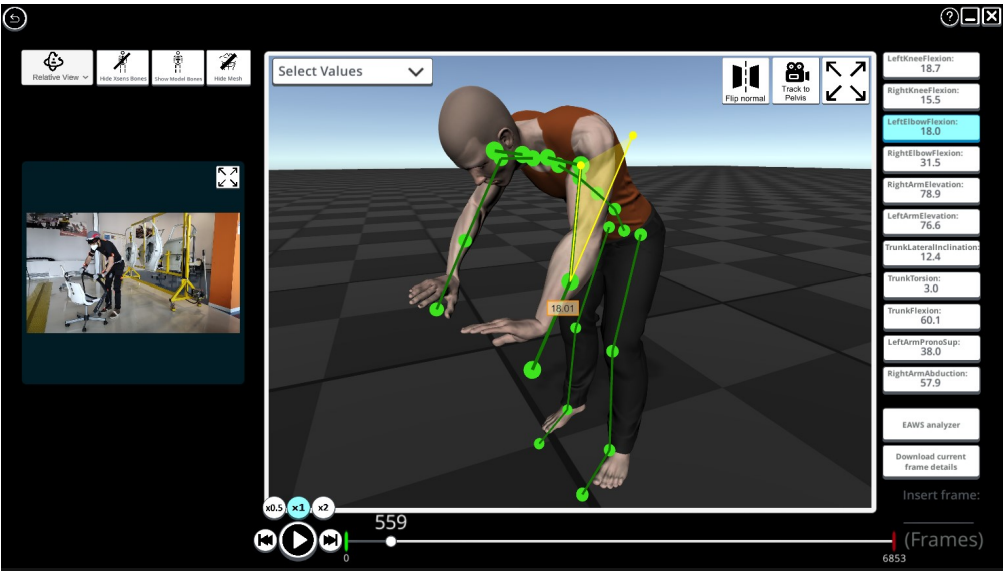 Relative View
Hide Xsens Bones
Show Model Bones
Hide Mesh
Select Values
Flip normal
Track to
Pelvis
18.01
LeftKneeFlexion:
18.7
RightKneeFlexion:
15.5
LeftElbowFlexion:
18.0
RightElbowFlexion:
31.5
RightArmElevation:
78.9
LeftArmElevation:
76.6
TrunkLateralInclination:
12.4
TrunkTorsion:
3.0
TrunkFlexion:
60.1
LeftArmPronoSup:
38.0
RightArmAbduction:
57.9
EAWS analyzer
Download current
frame details
Insert frame:
x0.5
x1
x2
559
0
6853
(Frames)